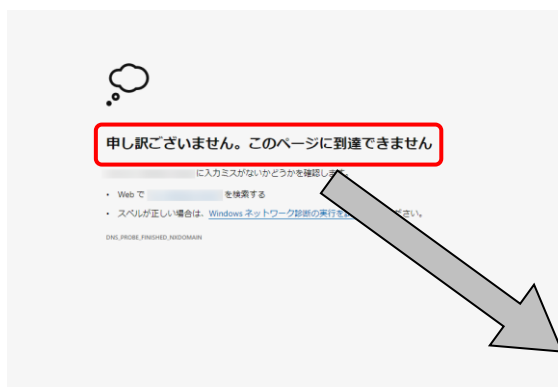 申し訳ございません。このページに到達できません
に入力ミスがないかどうかを確認します。
• Web で を検索する
• スペルが正しい場合は、Windows ネットワーク診断の実行を ださい。
DNS_PROBE_FINISHED_NXDOMAIN